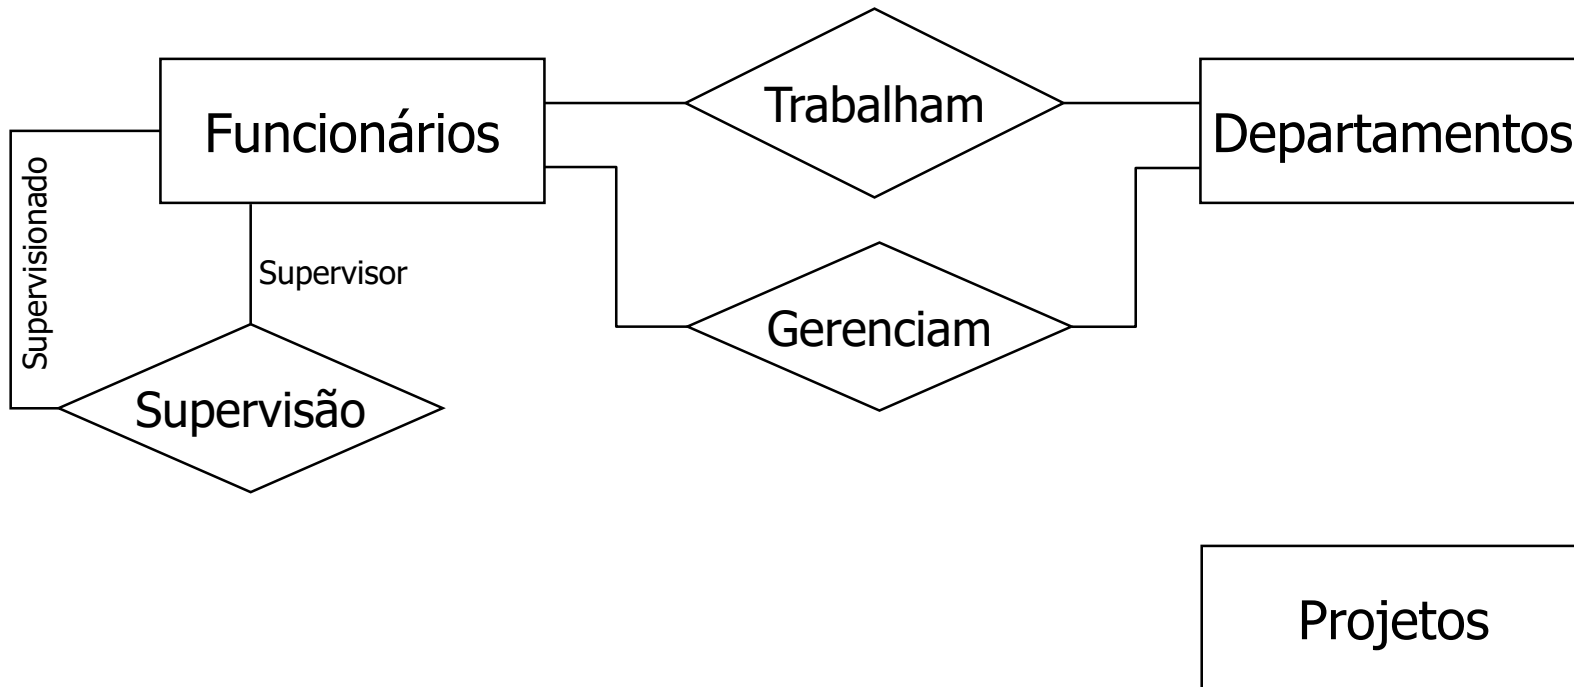 Trabalham
Funcionários
Departamentos
Supervisionado
Supervisor
Gerenciam
Supervisão
Projetos